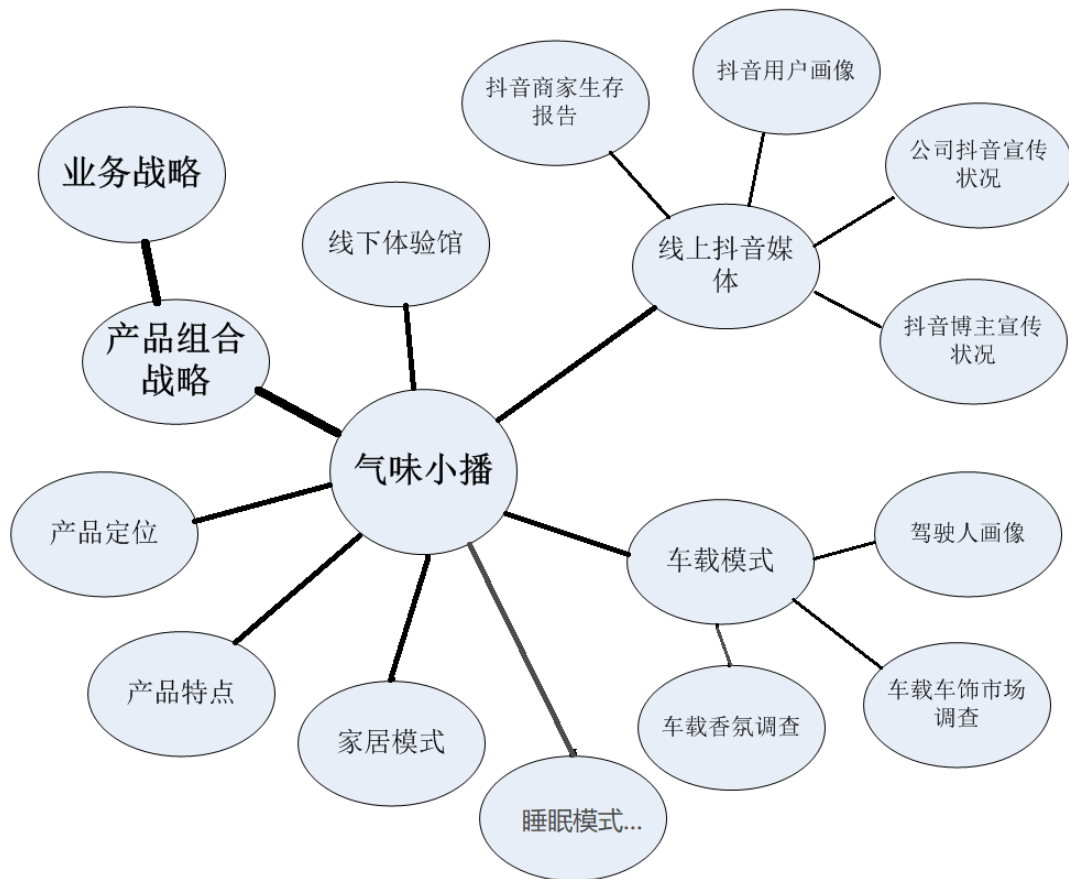 抖音用户画像
抖音商家生存
报告
业务战略
公司抖音宣传
状况
线下体验馆
线上抖音媒
体
产品组合
战略
抖音博主宣传
状况
气味小播
产品定位
车载模式
驾驶人画像
产品特点
家居模式
车载香氛调查
车载车饰市场
调查
睡眠模式...